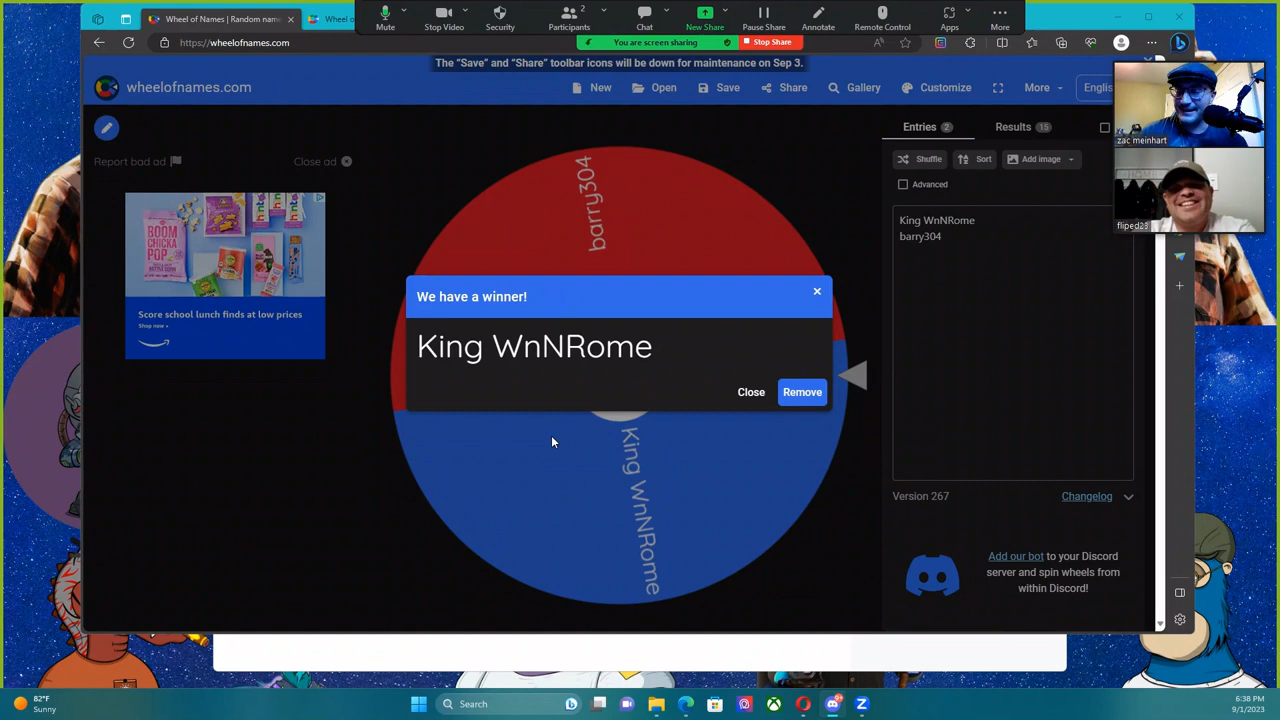 Mute
Stop Video
Security
Participants
2
Chat
New Share
Pause Share
Annotate
Remote Control
Apps
More
You are screen sharing
Stop Share
Wheel of Names | Random name
Wheel o
https://wheelofnames.com
The “Save” and “Share” toolbar icons will be down for maintenance on Sep 3.
wheelofnames.com
New
Open
Save
Share
Gallery
Customize
More
Englis
zac meinhart
fliped23
Report bad ad
Close ad
BOOM
CHICKA
POP
Score school lunch finds at low prices
Shop now »
barry304
King WnNRome
We have a winner!
King WnNRome
Close
Remove
Entries 2
Results 15
Shuffle
Sort
Add image
Advanced
King WnNRome
barry304
Version 267
Changelog
Add our bot to your Discord
server and spin wheels from
within Discord!
82°F
Sunny
Search
6:38 PM
9/1/2023